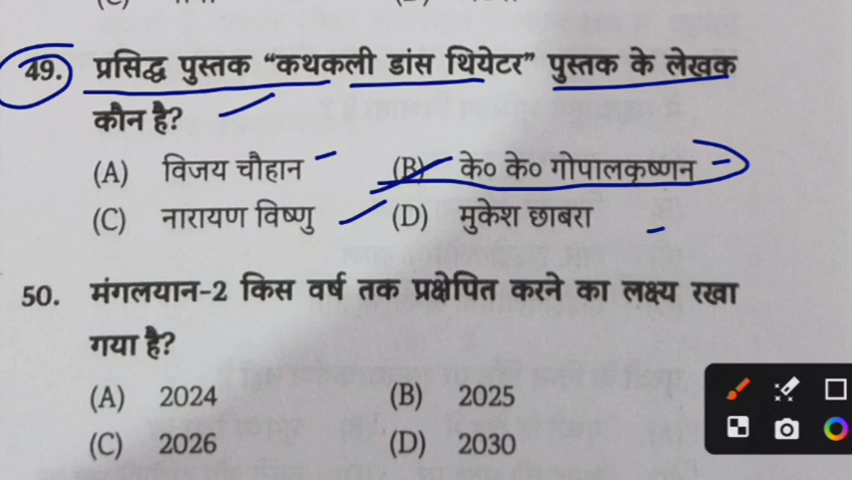 49. प्रसिद्ध पुस्तक “कथकली डांस थियेटर” पुस्तक के लेखक
कौन है?
(A) विजय चौहान (B) के० के० गोपालकृष्णन
(C) नारायण विष्णु (D) मुकेश छाबरा
50. मंगलयान-2 किस वर्ष तक प्रक्षेपित करने का लक्ष्य रखा
गया है?
(A) 2024 (B) 2025
(C) 2026 (D) 2030